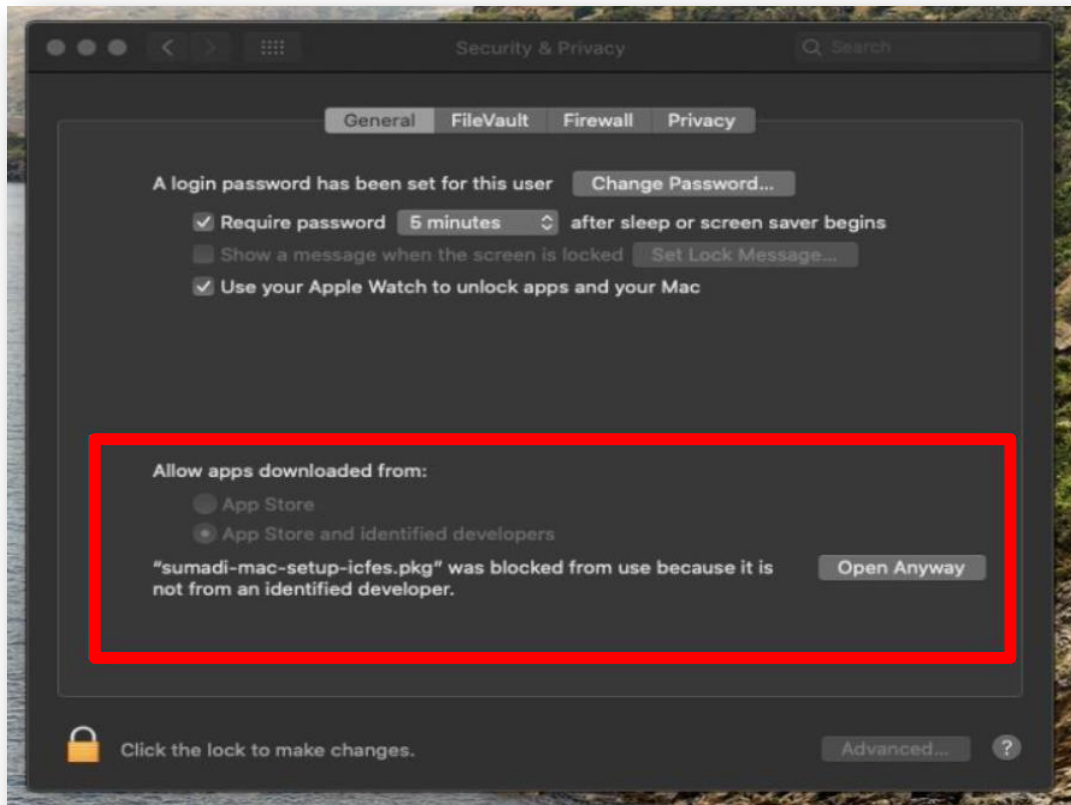 Security & Privacy
Search
General FileVault Firewall Privacy
A login password has been set for this user Change Password...
Require password 5 minutes after sleep or screen saver begins
Show a message when the screen is locked Set Lock Message...
Use your Apple Watch to unlock apps and your Mac
Allow apps downloaded from:
App Store
App Store and identified developers
“sumadi-mac-setup-icfes.pkg” was blocked from use because it is Open Anyway
not from an identified developer.
Click the lock to make changes. Advanced... ?